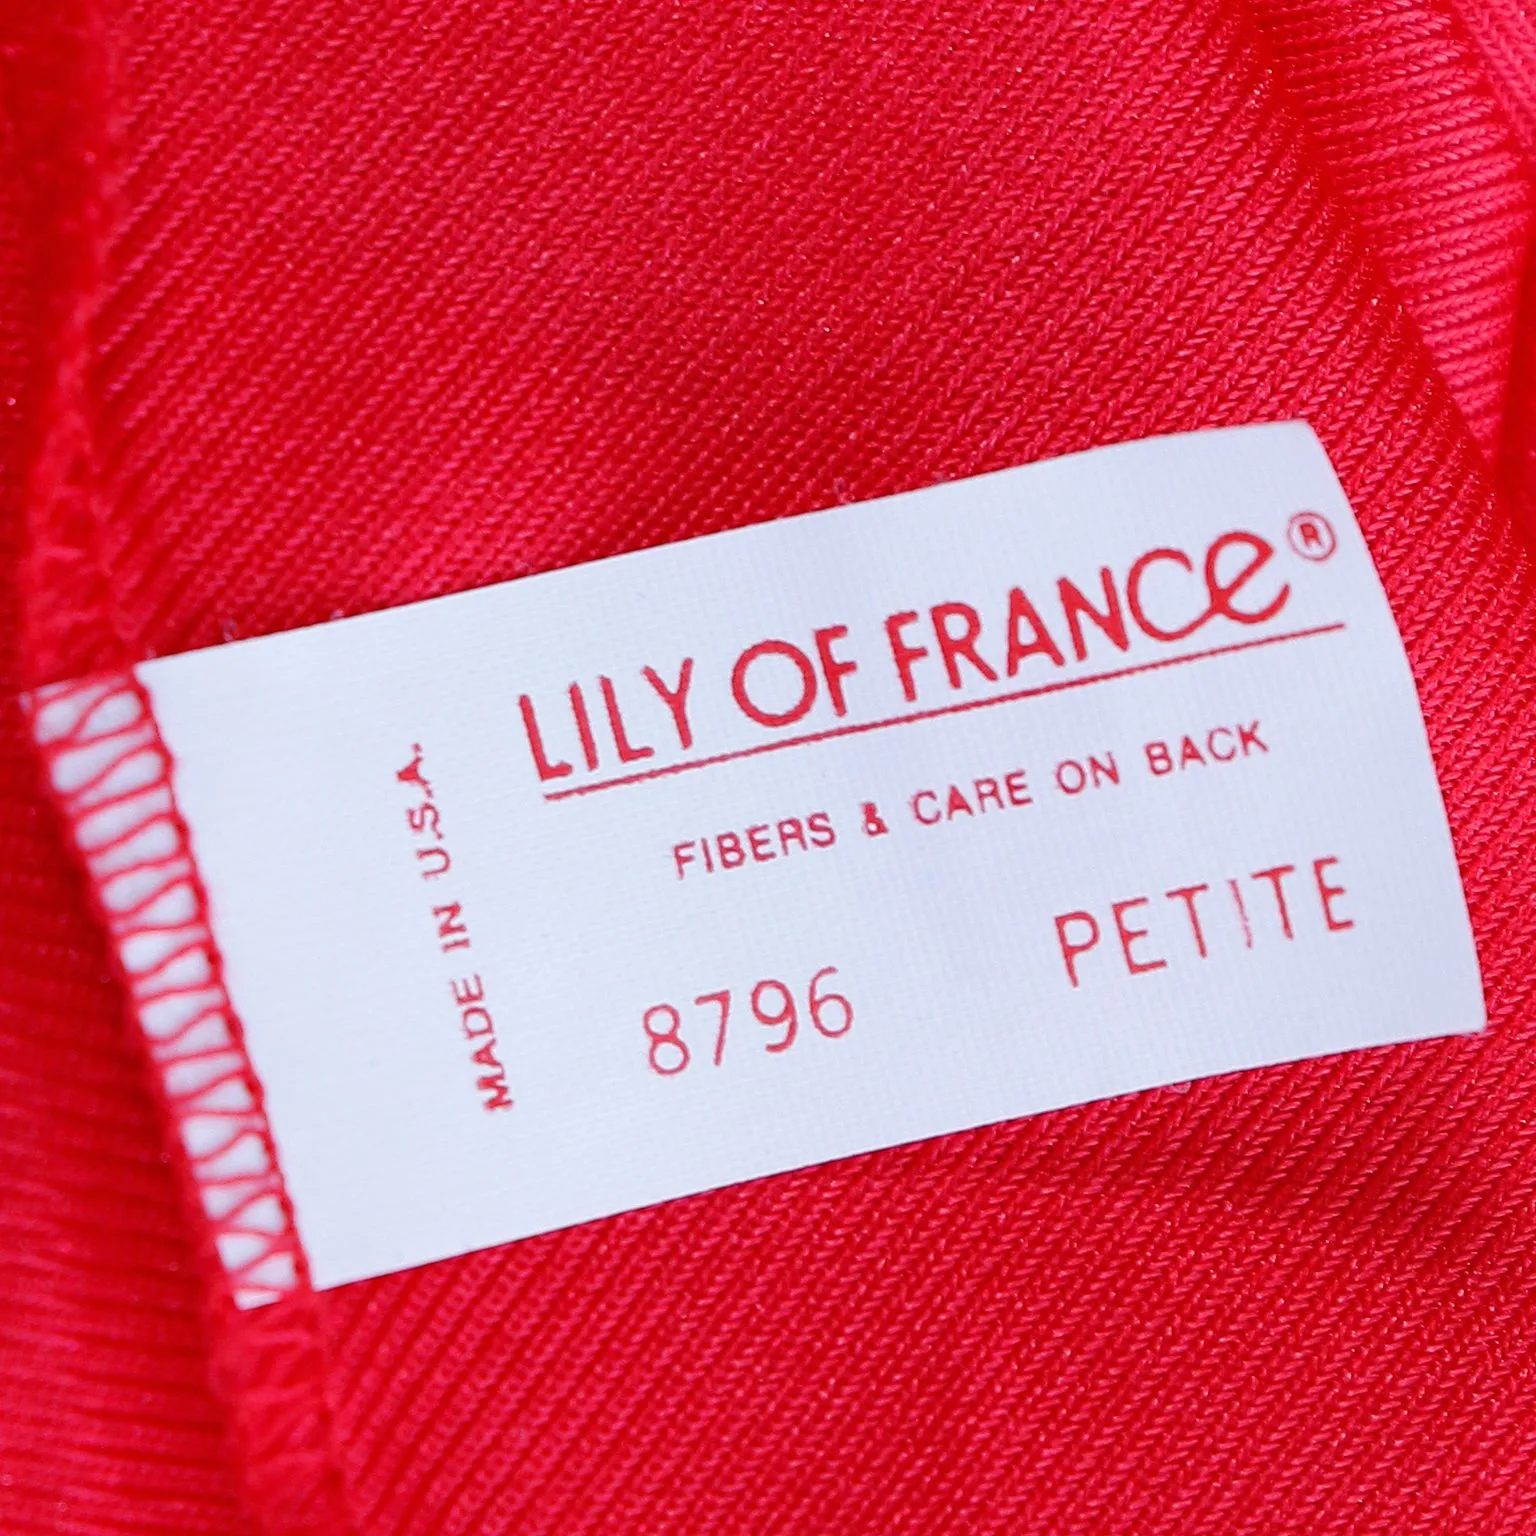 LILY OF FRANCe®
FIBERS & CARE ON BACK
8796 PETITE
MADE IN U.S.A.